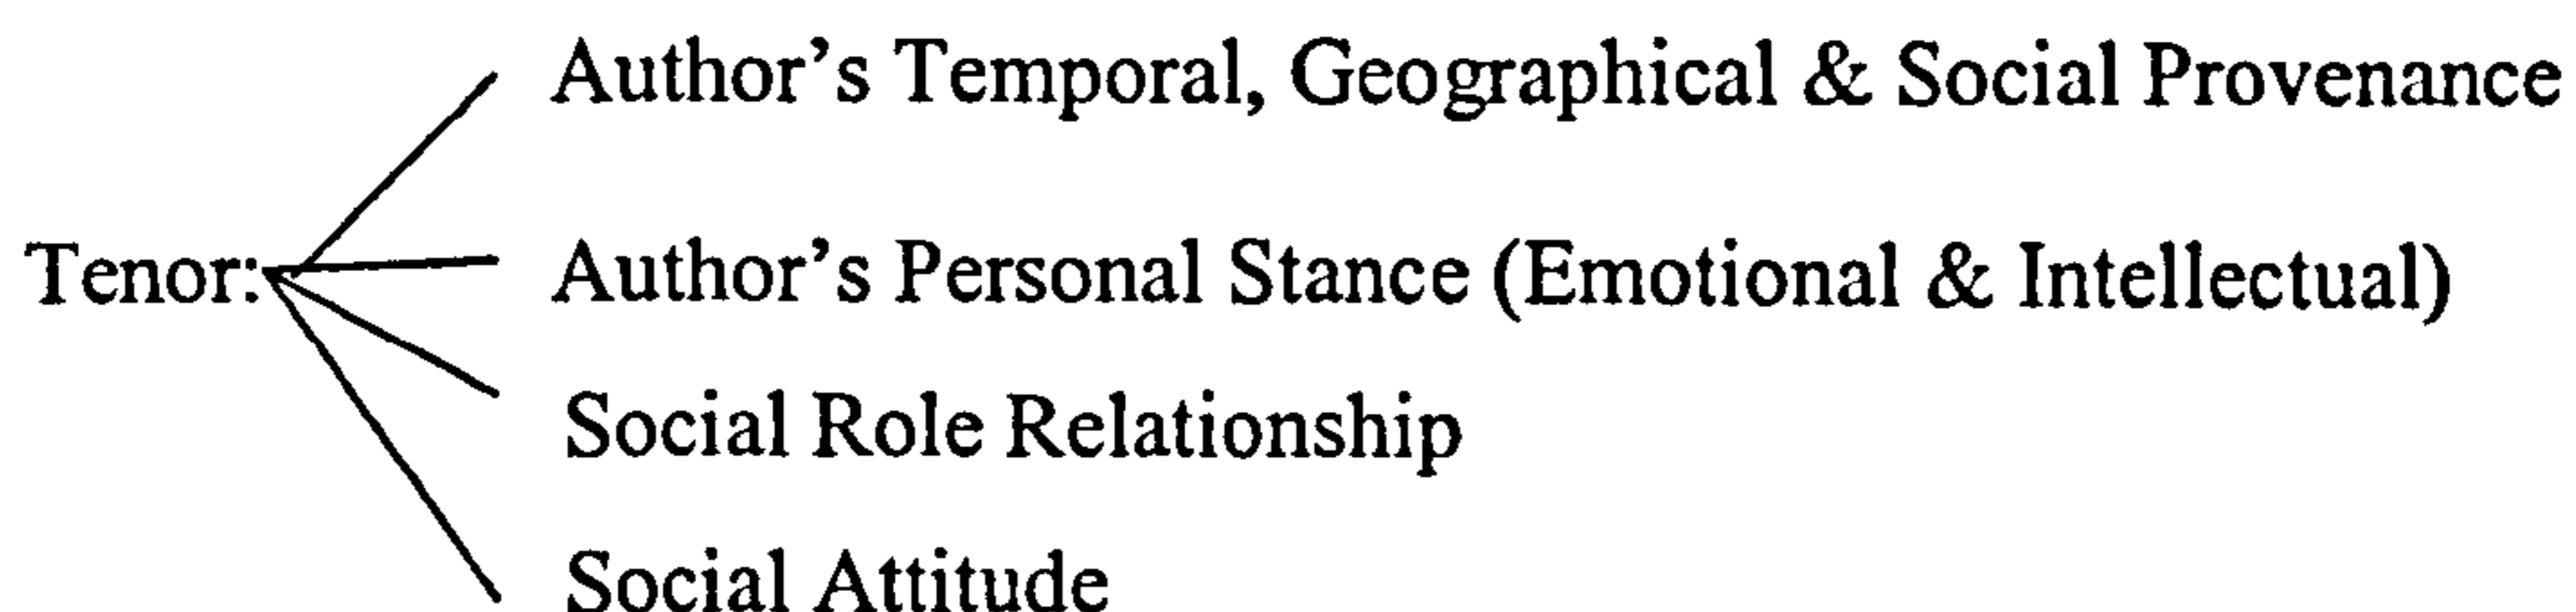 Author's Temporal, Geographical & Social Provenance
Tenor: Author's Personal Stance (Emotional & Intellectual)
Social Role Relationship
Social Attitude